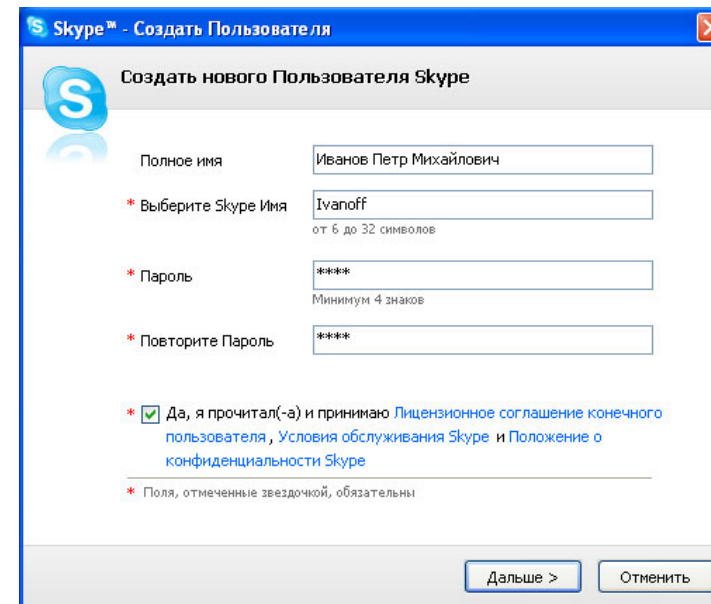 Skype™ - Создать Пользователя
Создать нового Пользователя Skype
Полное имя Иванов Петр Михайлович
* Выберите Skype Имя Ivanoff
от 6 до 32 символов
* Пароль ****
Минимум 4 знаков
* Повторите Пароль ****
* Да, я прочитал(-а) и принимаю Лицензионное соглашение конечного
пользователя , Условия обслуживания Skype и Положение о
конфиденциальности Skype
* Поля, отмеченные звездочкой, обязательны
Дальше > Отменить